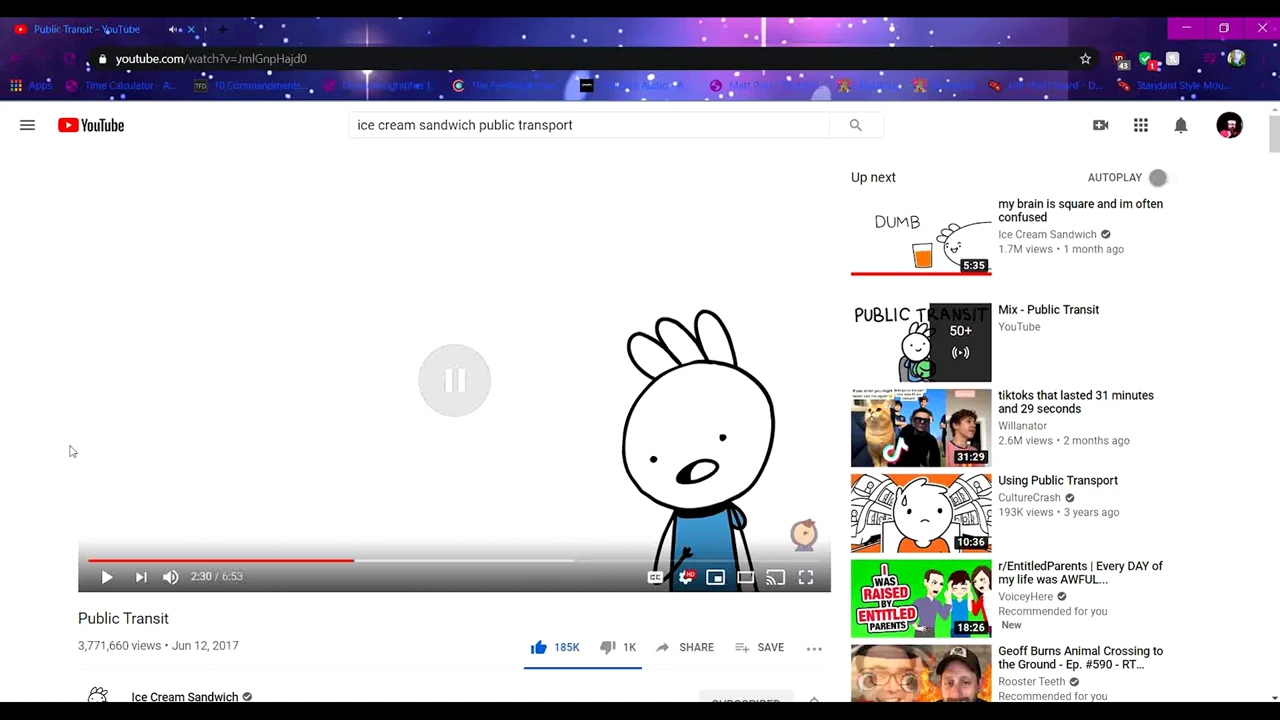 Public Transit - YouTube
youtube.com/watch?v=JmlGnpHajd0
43
1
Apps
Time Calculator - A...
TFD
10 Commandments...
Standard Style Mou...
YouTube
ice cream sandwich public transport
Up next
AUTOPLAY
DUMB
5:35
my brain is square and im often
confused
Ice Cream Sandwich
1.7M views • 1 month ago
PUBLIC TRANSIT
50+
Mix - Public Transit
YouTube
31:29
tiktoks that lasted 31 minutes
and 29 seconds
Willanator
2.6M views • 2 months ago
10:36
Using Public Transport
CultureCrash
193K views • 3 years ago
I
WAS
RAISED
BY
ENTITLED
PARENTS
18:26
r/EntitledParents | Every DAY of
my life was AWFUL...
VoiceyHere
Recommended for you
New
Geoff Burns Animal Crossing to
the Ground - Ep. #590 - RT...
Rooster Teeth
Recommended for you
2:30 / 6:53
CC
HD
Public Transit
3,771,660 views • Jun 12, 2017
185K
1K
SHARE
SAVE
Ice Cream Sandwich
SUBSCRIBED